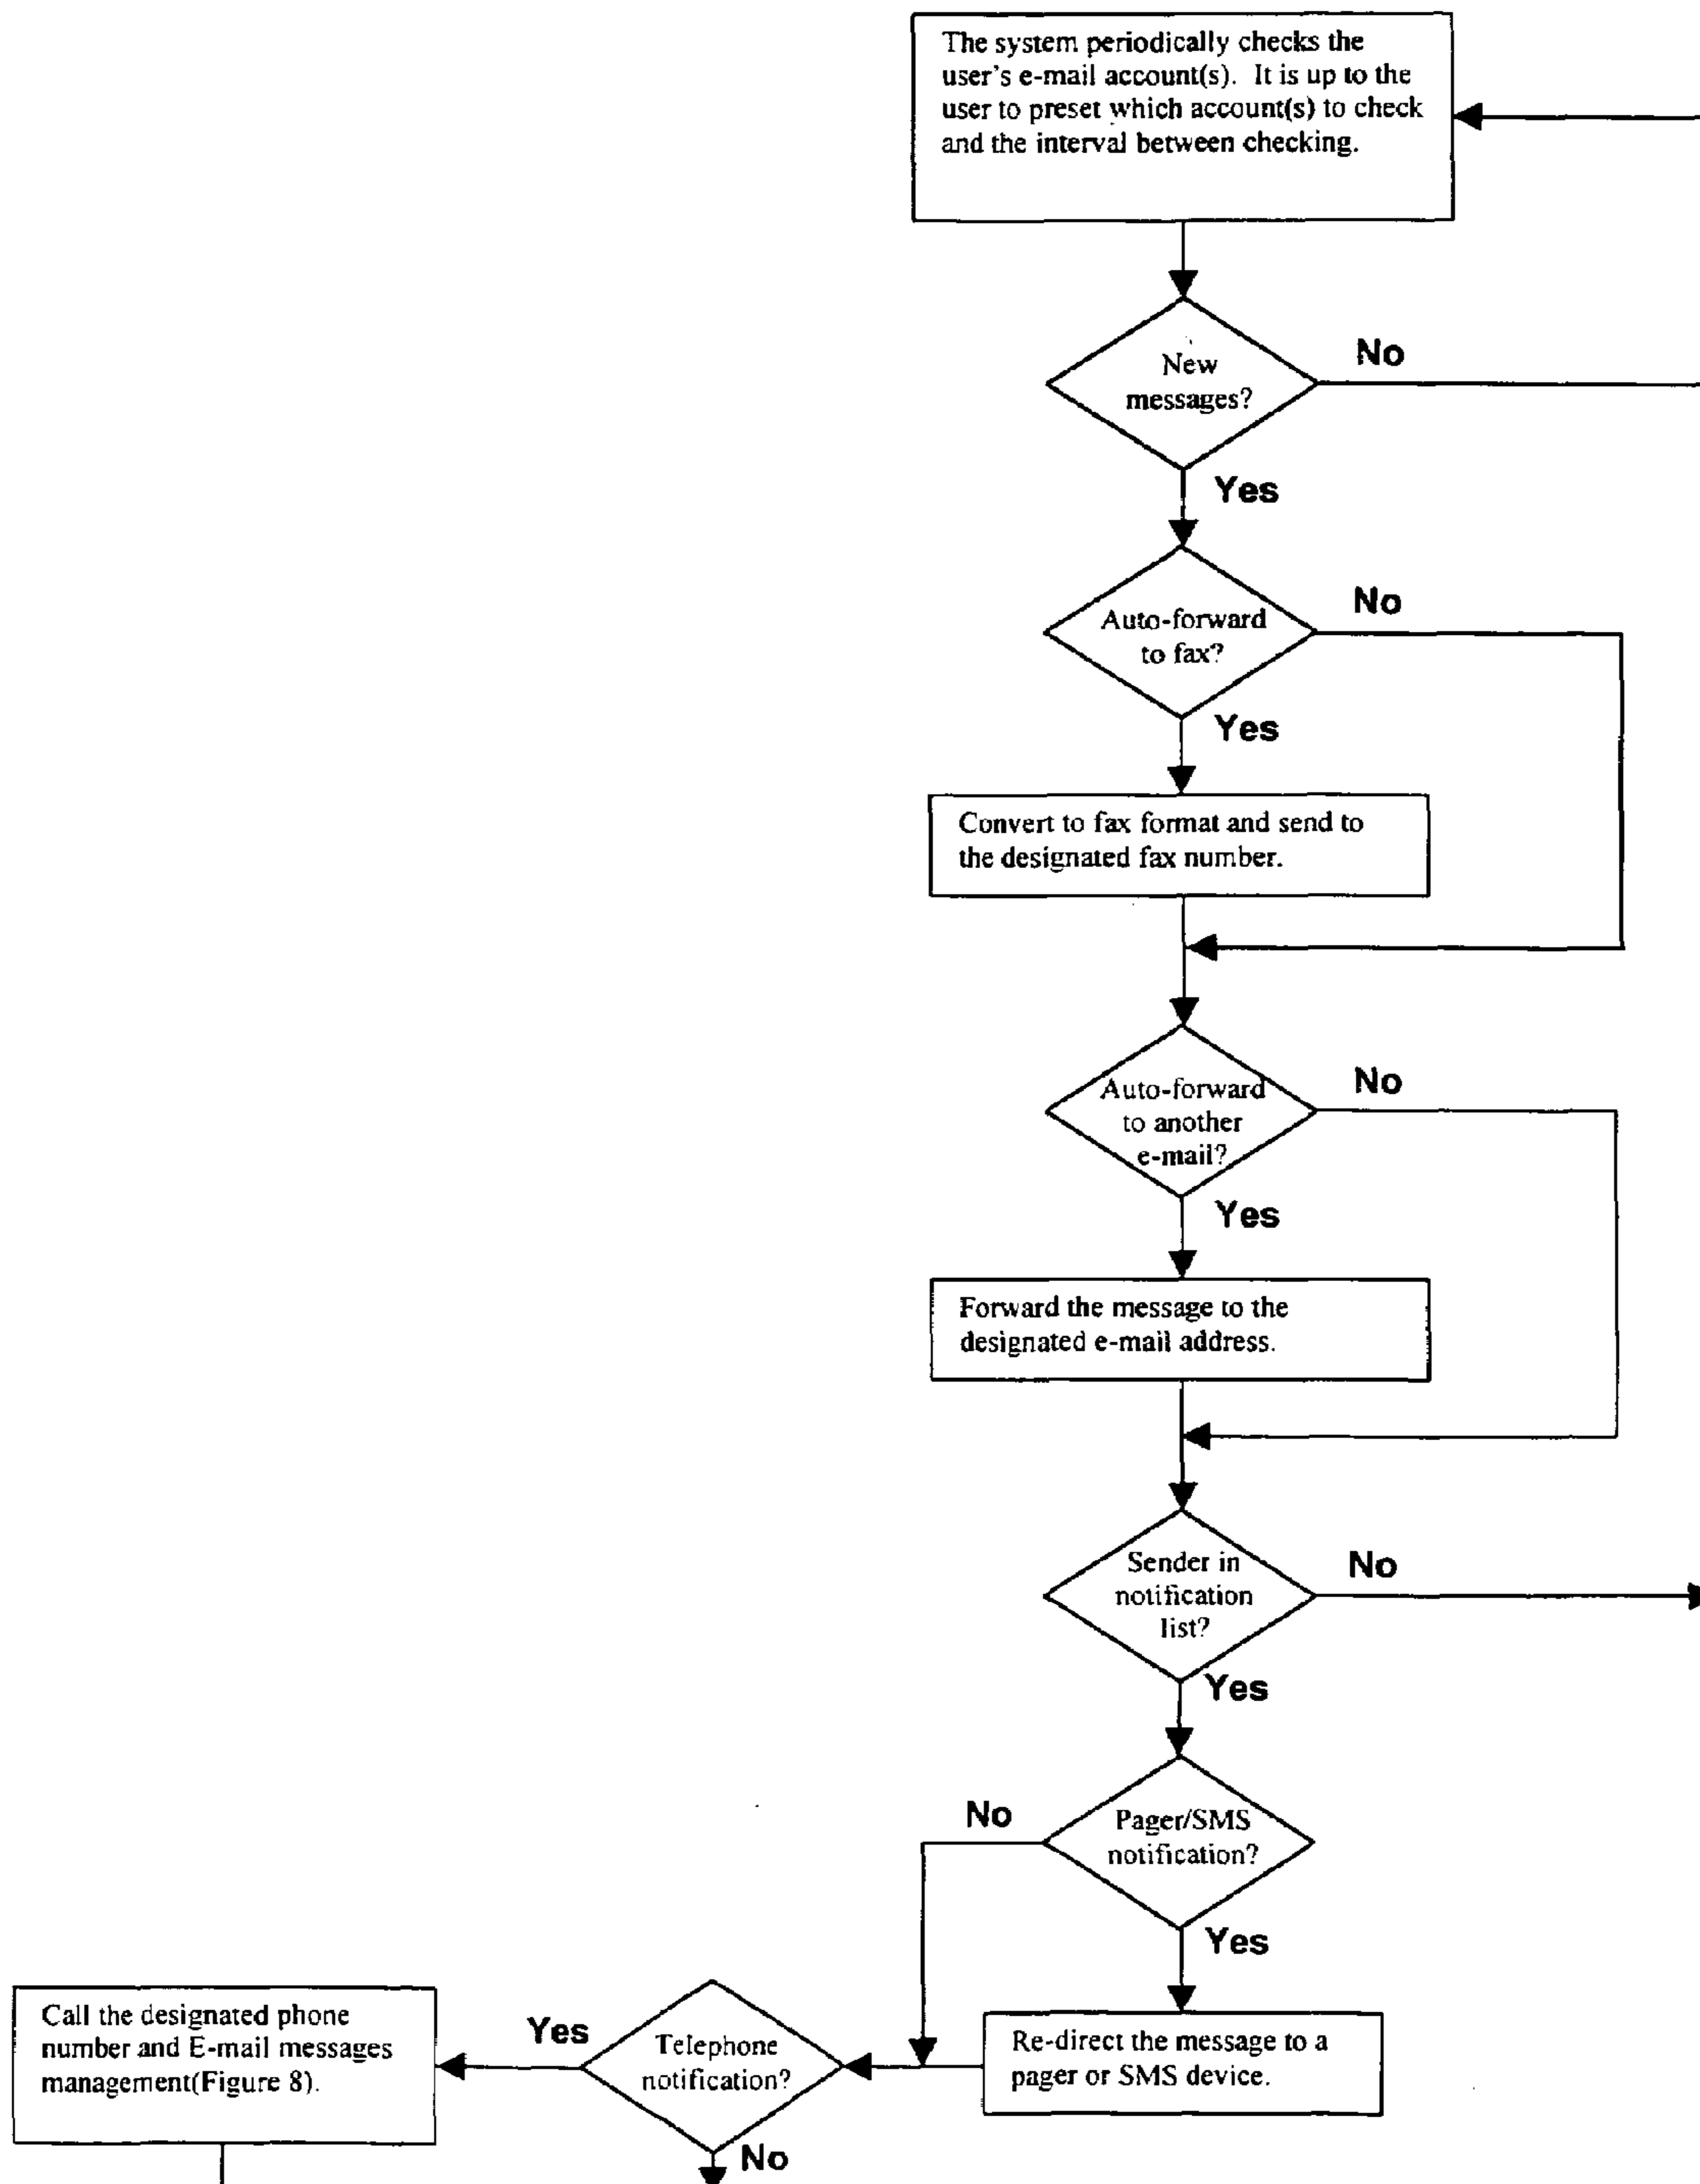 The system periodically checks the
user's e-mail account(s). It is up to the
user to preset which account(s) to check
and the interval between checking.
New
messages?
No
Yes
Auto-forward
to fax?
No
Yes
Convert to fax format and send to
the designated fax number.
Auto-forward
to another
e-mail?
No
Yes
Forward the message to the
designated e-mail address.
Sender in
notification
list?
No
Yes
Pager/SMS
notification?
No
Yes
Re-direct the message to a
pager or SMS device.
Telephone
notification?
Yes
No
Call the designated phone
number and E-mail messages
management(Figure 8).